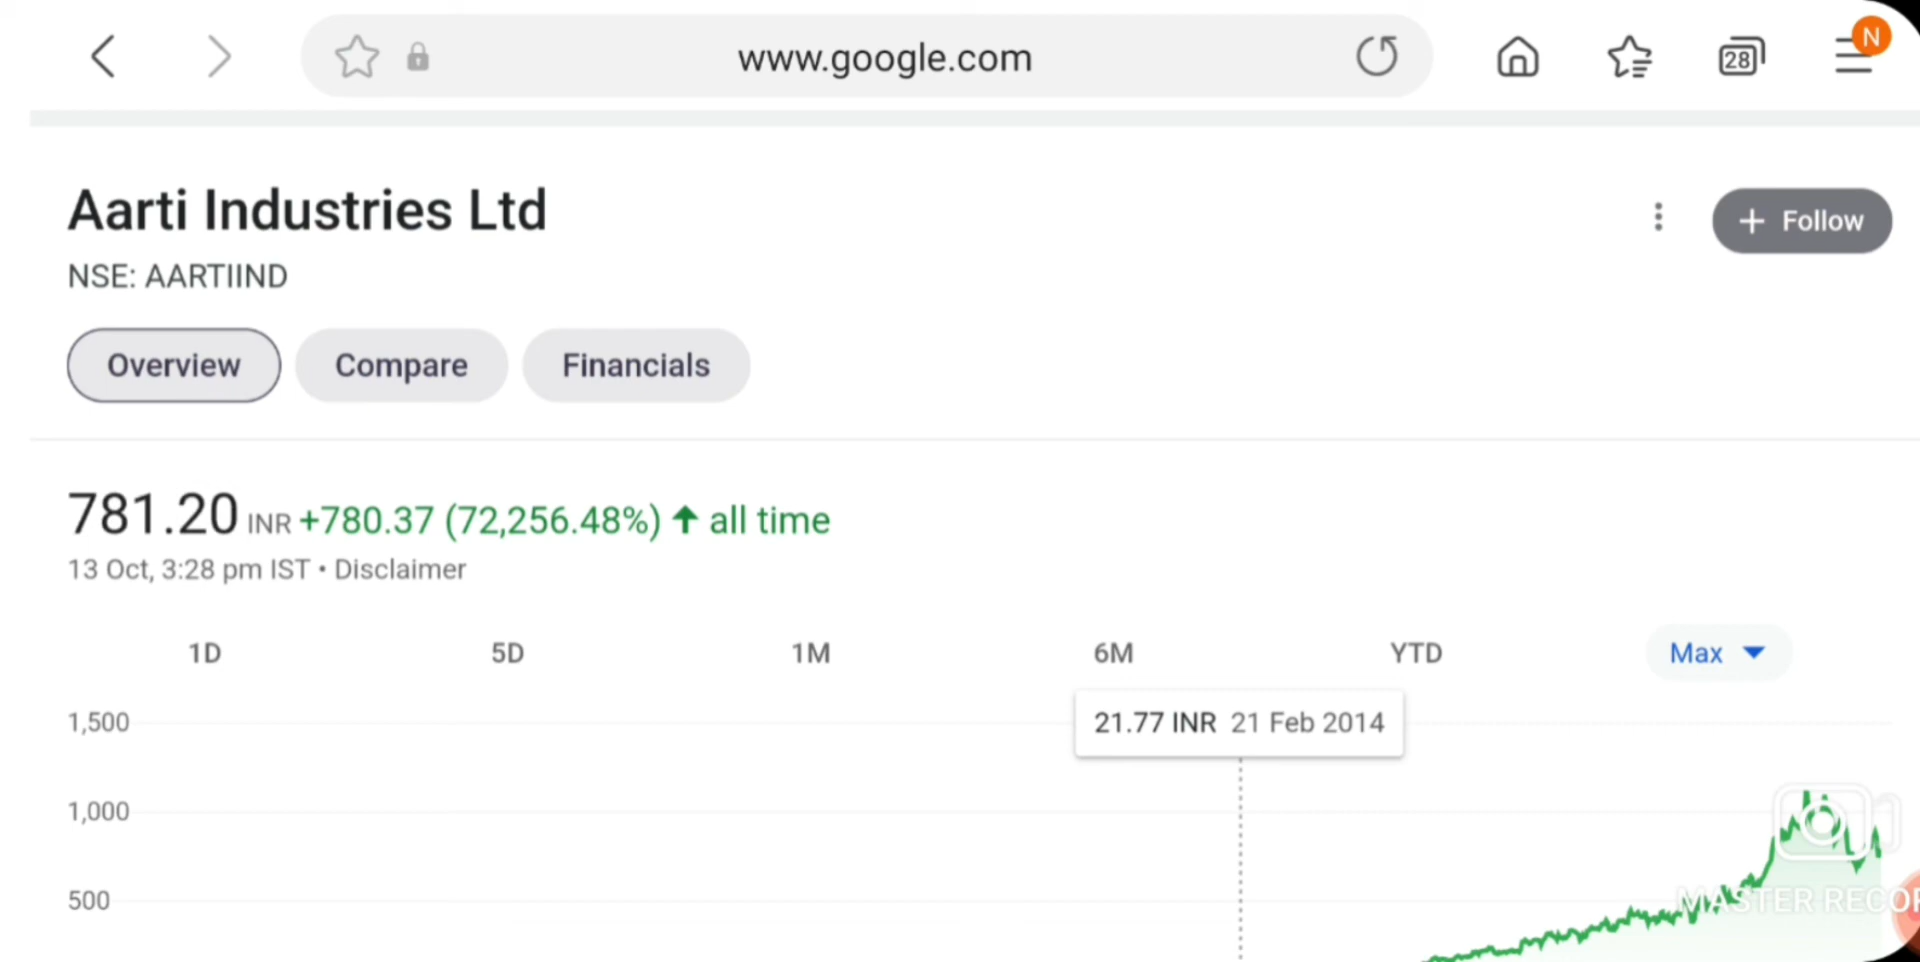 www.google.com
28
N
Aarti Industries Ltd
+ Follow
NSE: AARTIIND
Overview Compare Financials
781.20 INR +780.37 (72,256.48%) ↑ all time
13 Oct, 3:28 pm IST • Disclaimer
1D 5D 1M 6M YTD Max
21.77 INR 21 Feb 2014
1,500
1,000
500
MASTER RECOR